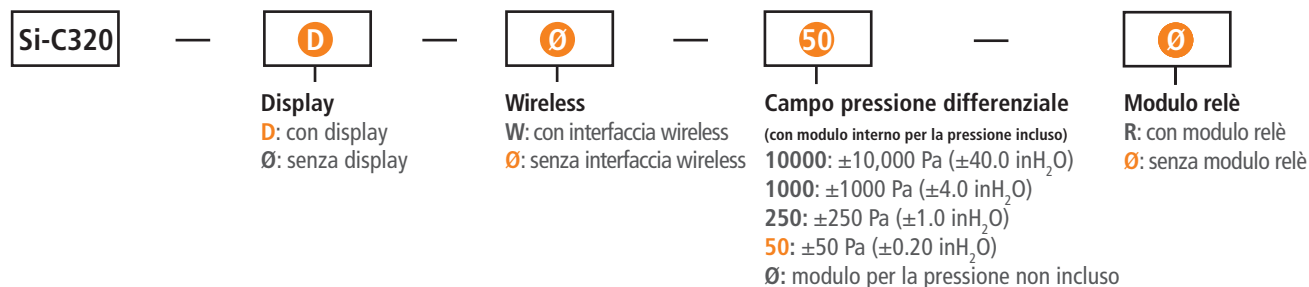 Si-C320 — D — Ø — 50 — Ø
Display
D: con display
Ø: senza display
Wireless
W: con interfaccia wireless
Ø: senza interfaccia wireless
Campo pressione differenziale
(con modulo interno per la pressione incluso)
10000: ±10,000 Pa (±40.0 inH₂O)
1000: ±1000 Pa (±4.0 inH₂O)
250: ±250 Pa (±1.0 inH₂O)
50: ±50 Pa (±0.20 inH₂O)
Ø: modulo per la pressione non incluso
Modulo relè
R: con modulo relè
Ø: senza modulo relè